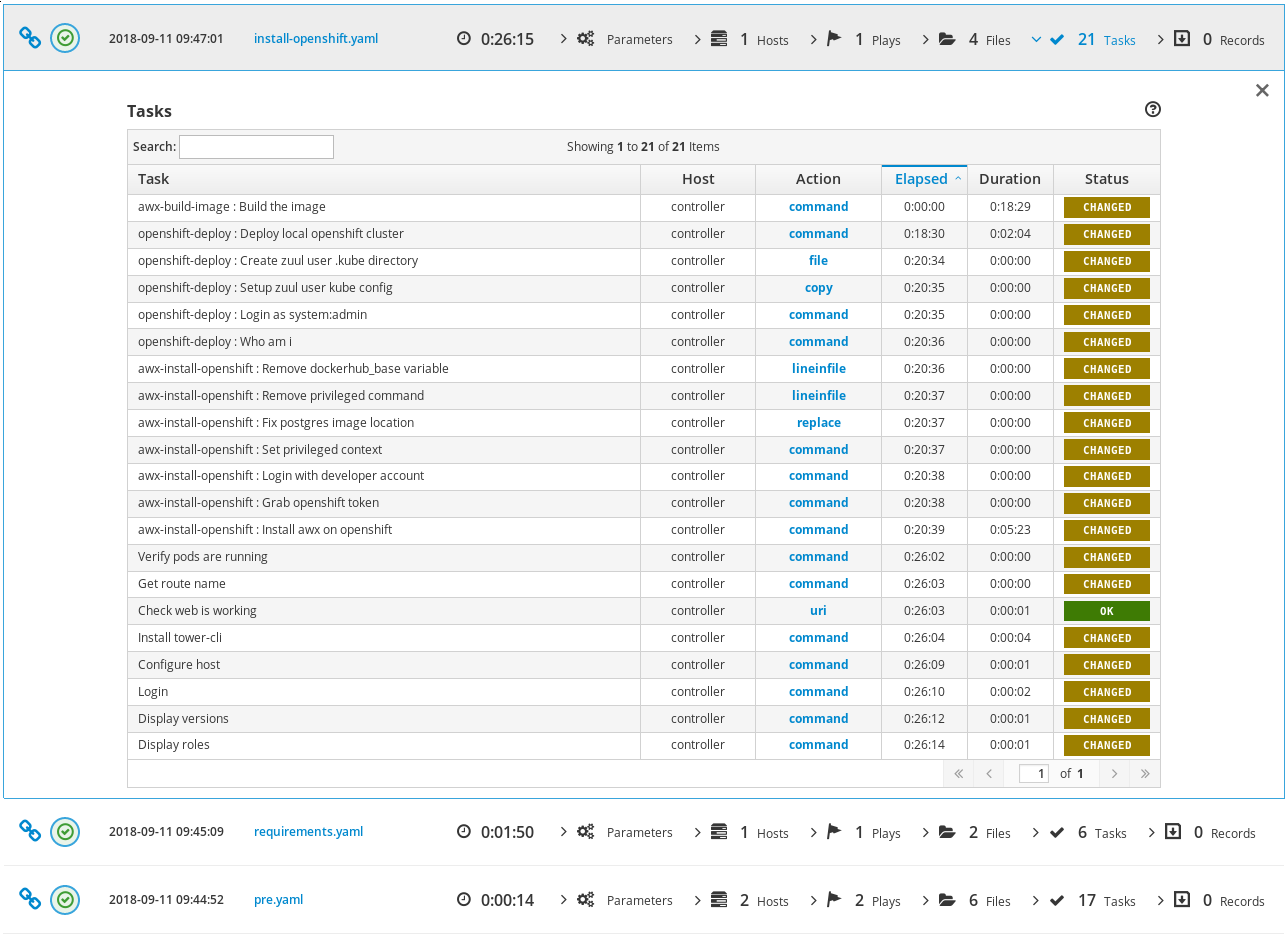 2018-09-11 09:47:01 install-openshift.yaml 0:26:15 Parameters 1 Hosts 1 Plays 4 Files 21 Tasks 0 Records
Tasks
Search: Showing 1 to 21 of 21 Items
Task Host Action Elapsed Duration Status
awx-build-image : Build the image controller command 0:00:00 0:18:29 CHANGED
openshift-deploy : Deploy local openshift cluster controller command 0:18:30 0:02:04 CHANGED
openshift-deploy : Create zuul user .kube directory controller file 0:20:34 0:00:00 CHANGED
openshift-deploy : Setup zuul user kube config controller copy 0:20:35 0:00:00 CHANGED
openshift-deploy : Login as system:admin controller command 0:20:35 0:00:00 CHANGED
openshift-deploy : Who am i controller command 0:20:36 0:00:00 CHANGED
awx-install-openshift : Remove dockerhub_base variable controller lineinfile 0:20:36 0:00:00 CHANGED
awx-install-openshift : Remove privileged command controller lineinfile 0:20:37 0:00:00 CHANGED
awx-install-openshift : Fix postgres image location controller replace 0:20:37 0:00:00 CHANGED
awx-install-openshift : Set privileged context controller command 0:20:37 0:00:00 CHANGED
awx-install-openshift : Login with developer account controller command 0:20:38 0:00:00 CHANGED
awx-install-openshift : Grab openshift token controller command 0:20:38 0:00:00 CHANGED
awx-install-openshift : Install awx on openshift controller command 0:20:39 0:05:23 CHANGED
Verify pods are running controller command 0:26:02 0:00:00 CHANGED
Get route name controller command 0:26:03 0:00:00 CHANGED
Check web is working controller uri 0:26:03 0:00:01 OK
Install tower-cli controller command 0:26:04 0:00:04 CHANGED
Configure host controller command 0:26:09 0:00:01 CHANGED
Login controller command 0:26:10 0:00:02 CHANGED
Display versions controller command 0:26:12 0:00:01 CHANGED
Display roles controller command 0:26:14 0:00:01 CHANGED
1 of 1
2018-09-11 09:45:09 requirements.yaml 0:01:50 Parameters 1 Hosts 1 Plays 2 Files 6 Tasks 0 Records
2018-09-11 09:44:52 pre.yaml 0:00:14 Parameters 2 Hosts 2 Plays 6 Files 17 Tasks 0 Records